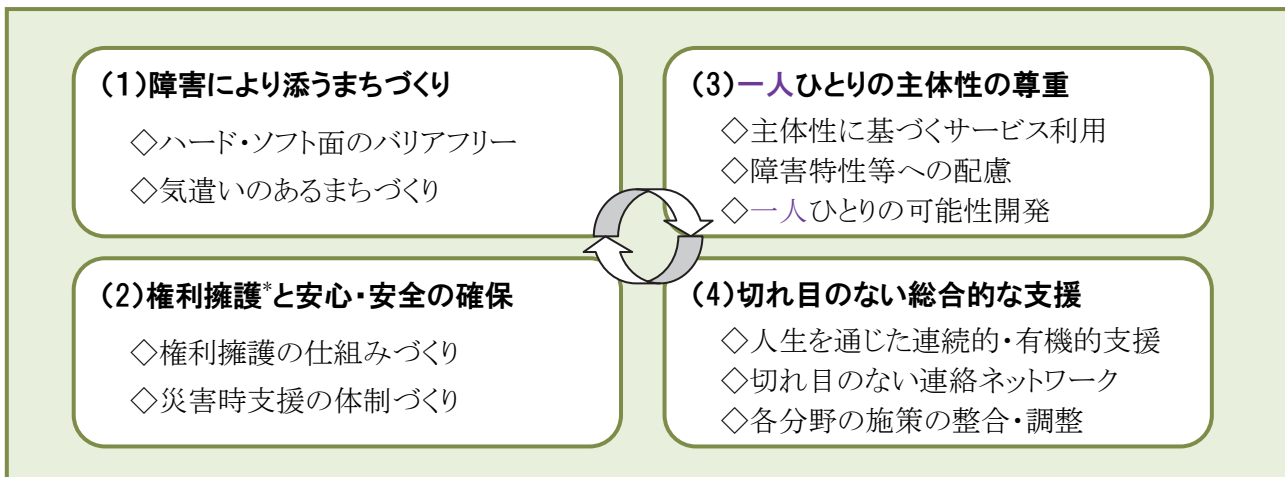 (1)障害により添うまちづくり
◇ハード・ソフト面のバリアフリー
◇気遣いのあるまちづくり
(2)権利擁護*と安心・安全の確保
◇権利擁護の仕組みづくり
◇災害時支援の体制づくり
(3)一人ひとりの主体性の尊重
◇主体性に基づくサービス利用
◇障害特性等への配慮
◇一人ひとりの可能性開発
(4)切れ目のない総合的な支援
◇人生を通じた連続的・有機的支援
◇切れ目のない連絡ネットワーク
◇各分野の施策の整合・調整